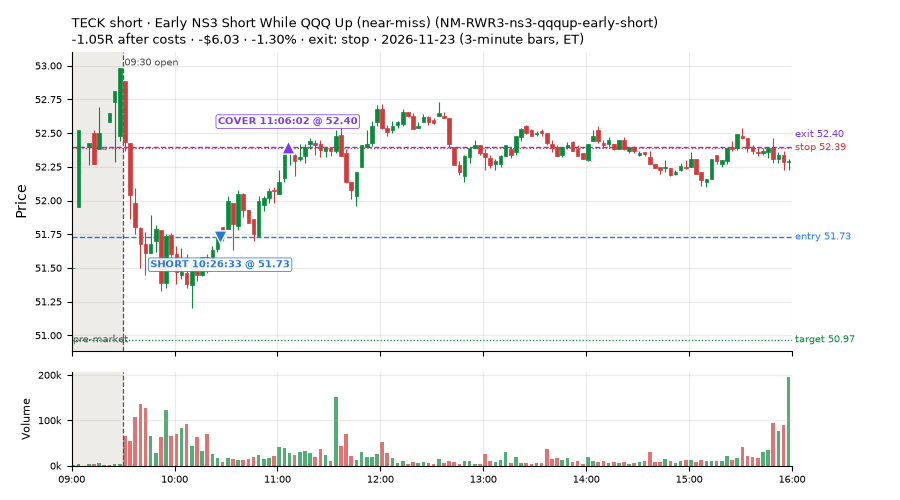 TECK short · Early NS3 Short While QQQ Up (near-miss) (NM-RWR3-ns3-qqqup-early-short)
-1.05R after costs · -$6.03 · -1.30% · exit: stop · 2026-11-23 (3-minute bars, ET)
09:30 open
53.00
52.75
52.50
52.25
52.00
51.75
51.50
51.25
51.00
Price
COVER 11:06:02 @ 52.40
SHORT 10:26:33 @ 51.73
exit 52.40
stop 52.39
entry 51.73
target 50.97
pre-market
200k
100k
0k
Volume
09:00
10:00
11:00
12:00
13:00
14:00
15:00
16:00